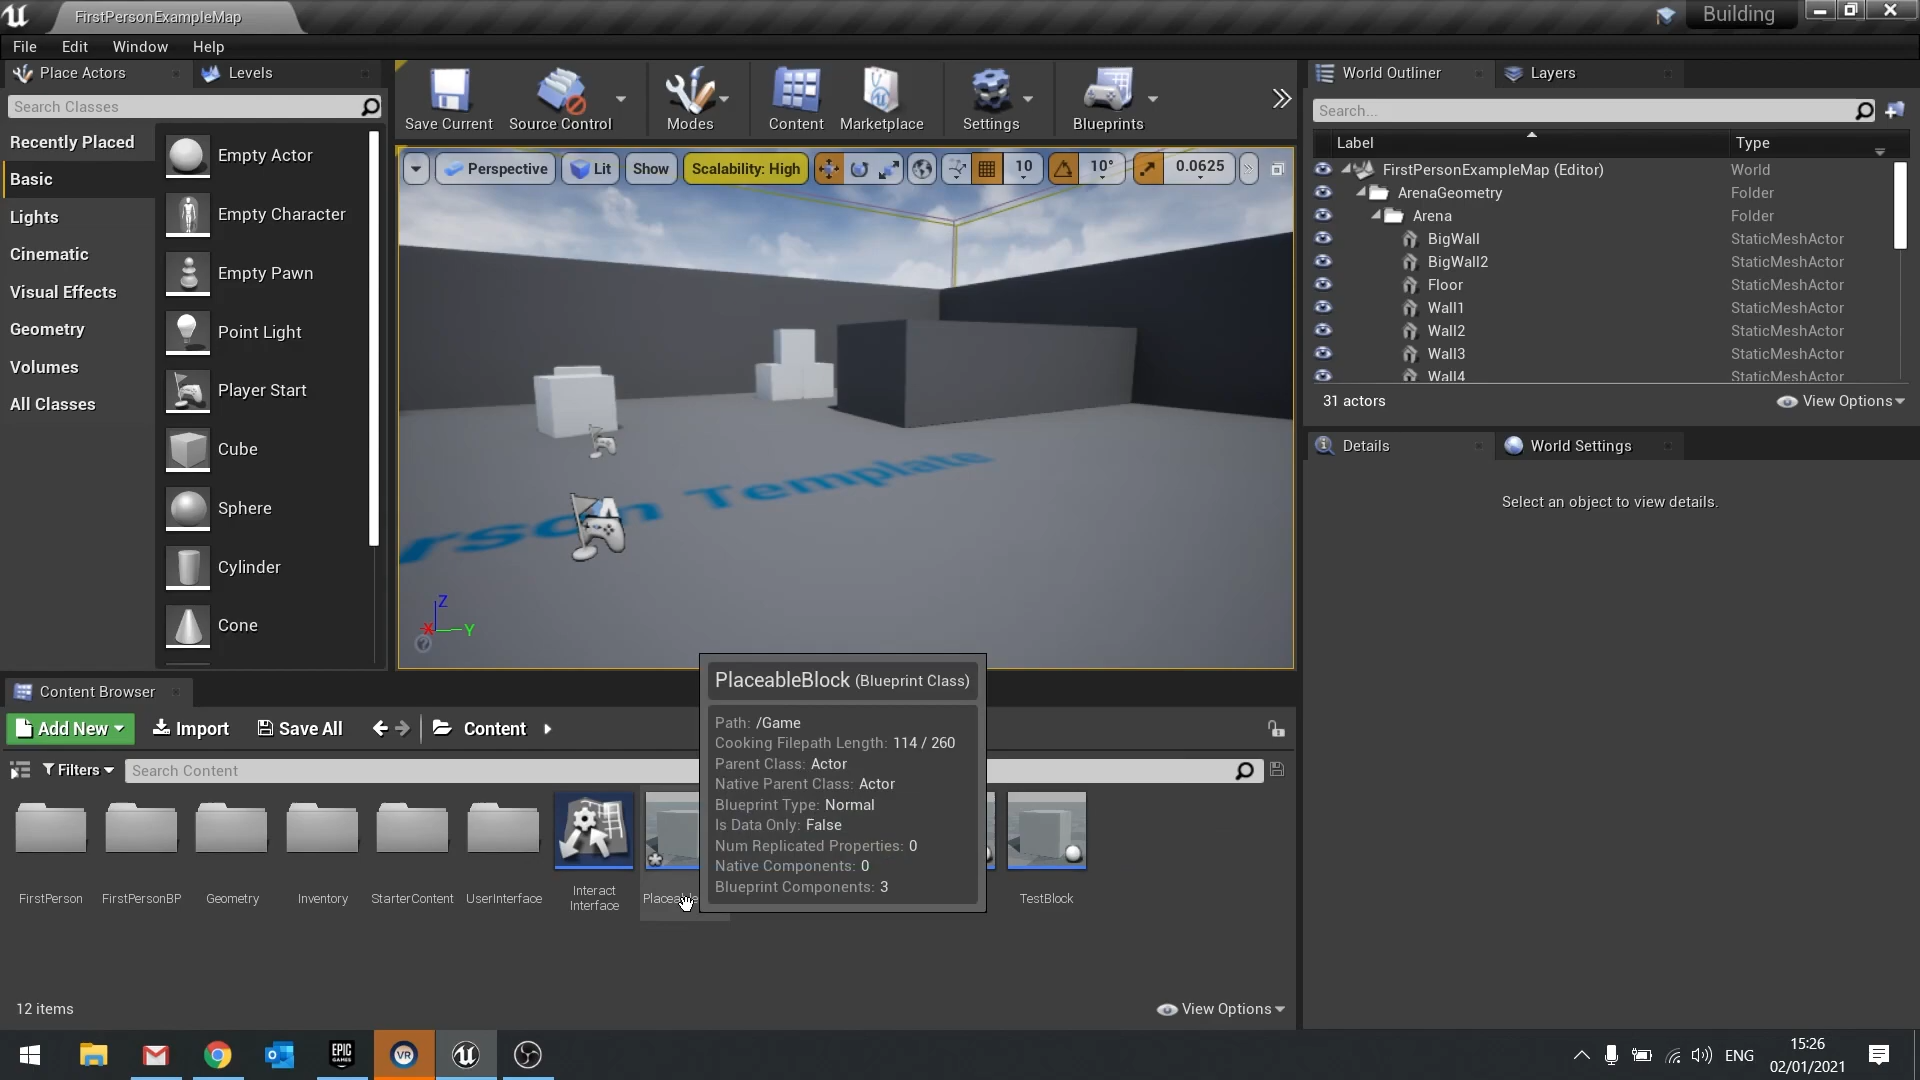 FirstPersonExampleMap
Building
File Edit Window Help
Place Actors
Levels
Search Classes
Recently Placed
Basic
Lights
Cinematic
Visual Effects
Geometry
Volumes
All Classes
Empty Actor
Empty Character
Empty Pawn
Point Light
Player Start
Cube
Sphere
Cylinder
Cone
Save Current
Source Control
Modes
Content
Marketplace
Settings
Blueprints
Perspective
Lit
Show
Scalability: High
10
10°
0.0625
Template
Z
X
Y
World Outliner
Layers
Search...
Label
Type
FirstPersonExampleMap (Editor) World
ArenaGeometry Folder
Arena Folder
BigWall StaticMeshActor
BigWall2 StaticMeshActor
Floor StaticMeshActor
Wall1 StaticMeshActor
Wall2 StaticMeshActor
Wall3 StaticMeshActor
Wall4 StaticMeshActor
31 actors
View Options
Details
World Settings
Select an object to view details.
Content Browser
Add New
Import
Save All
Content
Filters
Search Content
FirstPerson
FirstPersonBP
Geometry
Inventory
StarterContent
UserInterface
Interact
Interface
TestBlock
PlaceableBlock (Blueprint Class)
Path: /Game
Cooking Filepath Length: 114 / 260
Parent Class: Actor
Native Parent Class: Actor
Blueprint Type: Normal
Is Data Only: False
Num Replicated Properties: 0
Native Components: 0
Blueprint Components: 3
12 items
View Options
EPIC
GAMES
VR
ENG
15:26
02/01/2021